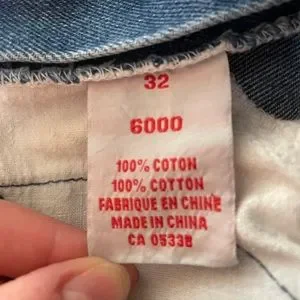 32
6000
100% COTON
100% COTTON
FABRIQUE EN CHINE
MADE IN CHINA
CA 05338